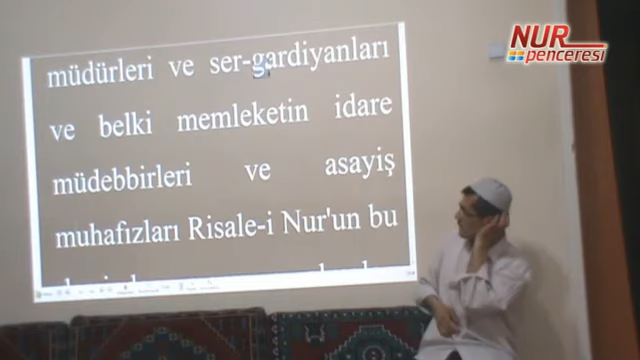 NUR
penceresi
müdürleri ve ser-gardiyanları
ve belki memleketin idare
müdebbirleri ve asayiş
muhafızları Risale-i Nur'un bu